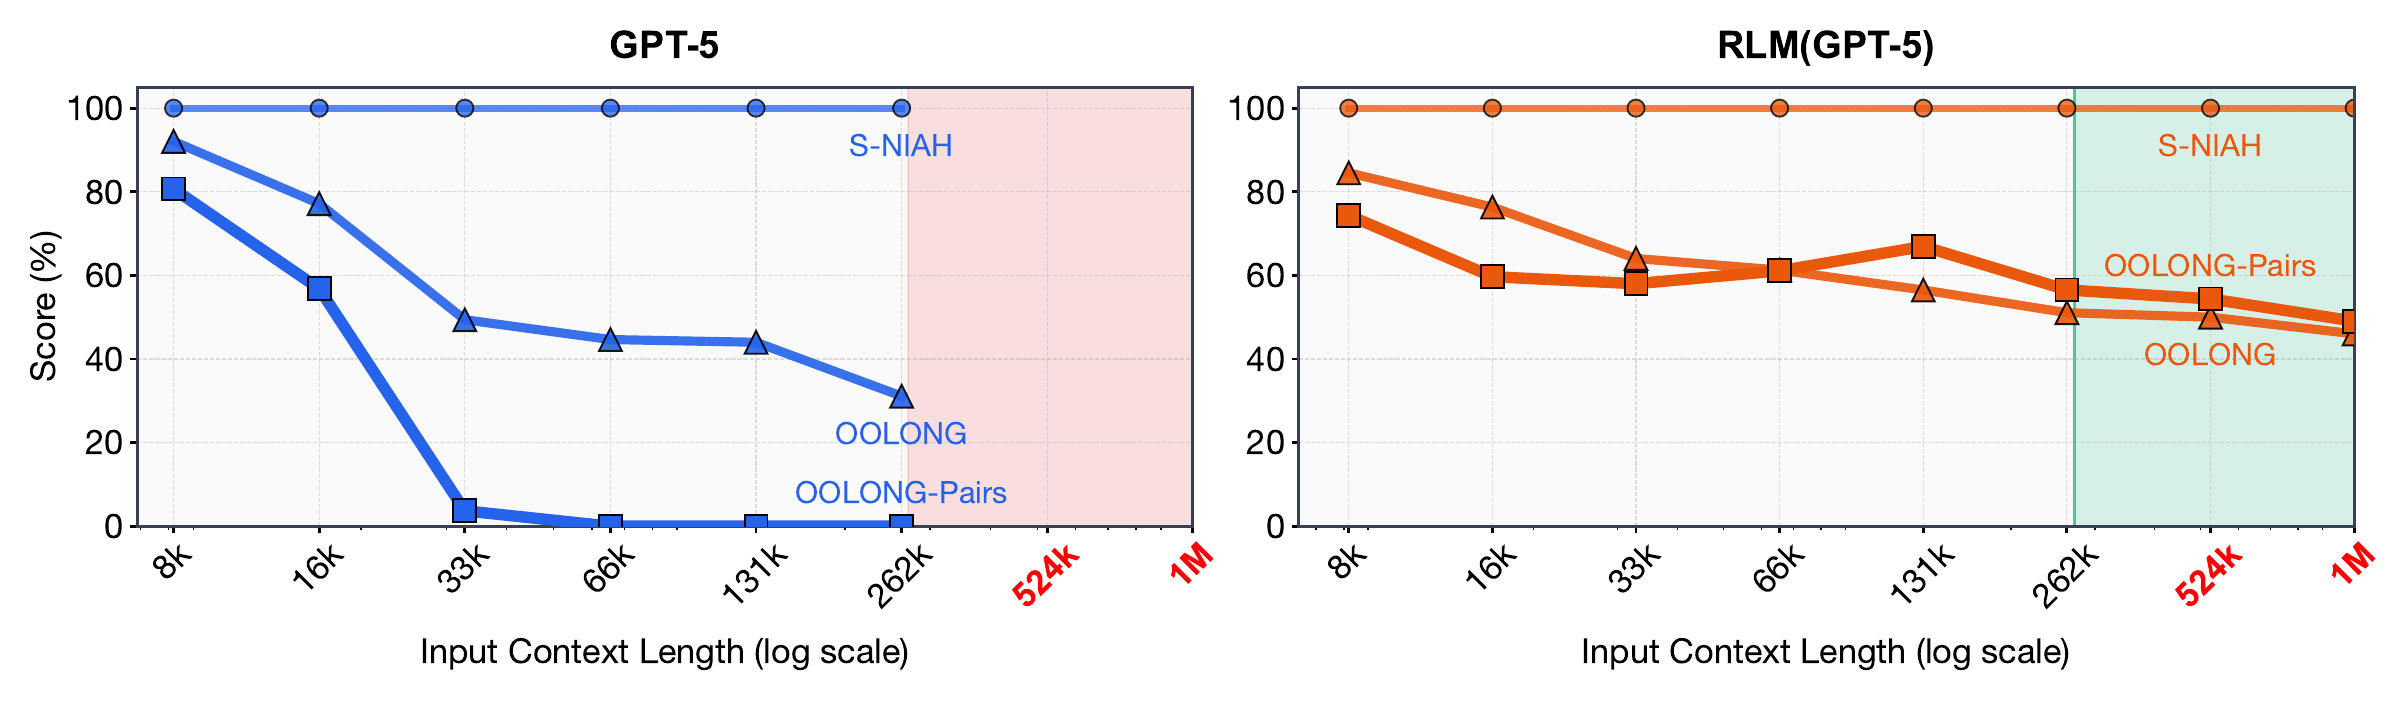 GPT-5
100
80
60
40
20
0
Score (%)
S-NIAH
OOLONG
OOLONG-Pairs
8k
16k
33k
66k
131k
262k
524k
1M
Input Context Length (log scale)
RLM(GPT-5)
100
80
60
40
20
0
S-NIAH
OOLONG-Pairs
OOLONG
8k
16k
33k
66k
131k
262k
524k
1M
Input Context Length (log scale)